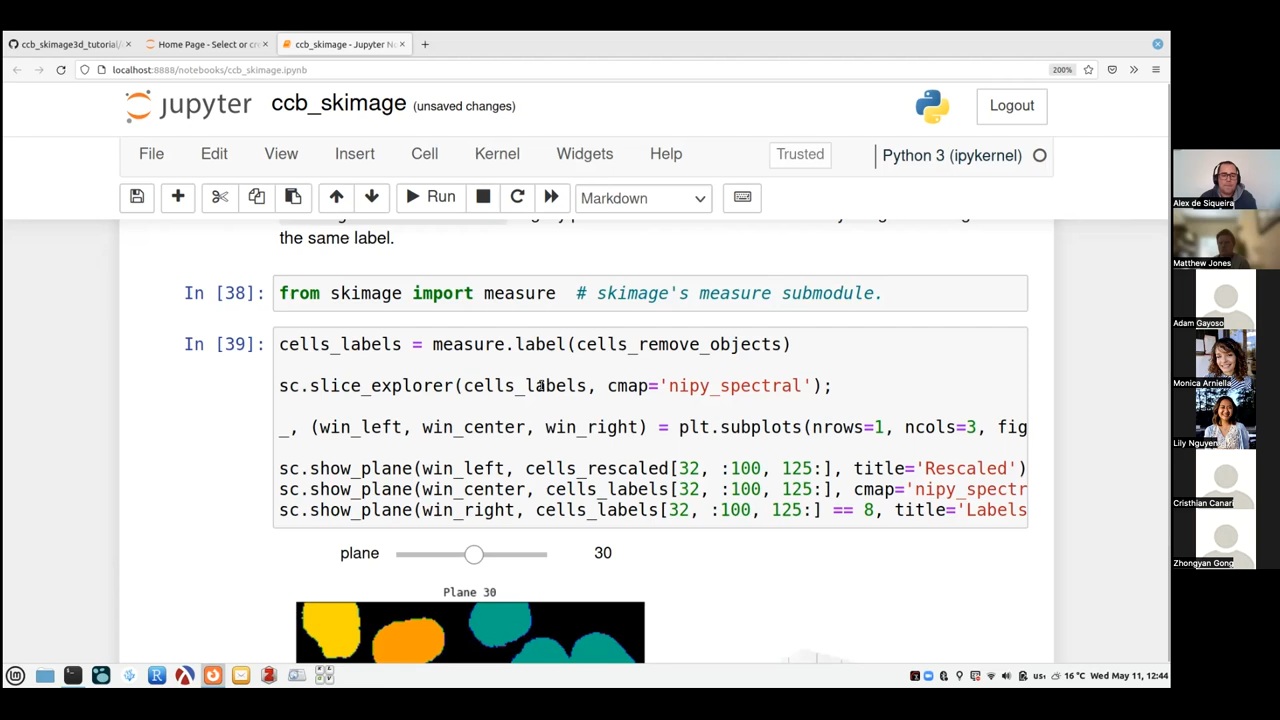 ccb_skimage3d_tutorial/
Home Page - Select or cre
ccb_skimage - Jupyter No
localhost:8888/notebooks/ccb_skimage.ipynb
200%
jupyter ccb_skimage (unsaved changes)
Logout
File Edit View Insert Cell Kernel Widgets Help
Trusted
Python 3 (ipykernel)
Run
Markdown
the same label.
In [38]: from skimage import measure # skimage's measure submodule.
In [39]: cells_labels = measure.label(cells_remove_objects)
sc.slice_explorer(cells_labels, cmap='nipy_spectral');
_, (win_left, win_center, win_right) = plt.subplots(nrows=1, ncols=3, fig
sc.show_plane(win_left, cells_rescaled[32, :100, 125:], title='Rescaled')
sc.show_plane(win_center, cells_labels[32, :100, 125:], cmap='nipy_spectr
sc.show_plane(win_right, cells_labels[32, :100, 125:] == 8, title='Labels
plane 30
Plane 30
Alex de Siqueira
Matthew Jones
Adam Gayoso
Monica Arniella
Lily Nguyen
Cristhian Canari
Zhongyan Gong
us₁ 16 °C Wed May 11, 12:44